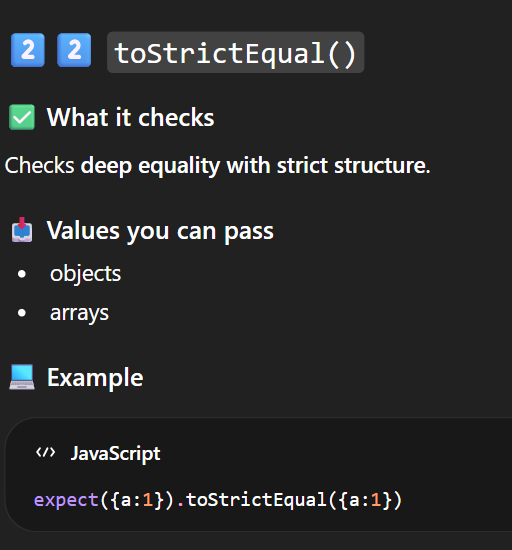 2️⃣ 2️⃣ toStrictEqual()
✅ What it checks
Checks deep equality with strict structure.
📥 Values you can pass
• objects
• arrays
💻 Example
</> JavaScript
expect({a:1}).toStrictEqual({a:1})